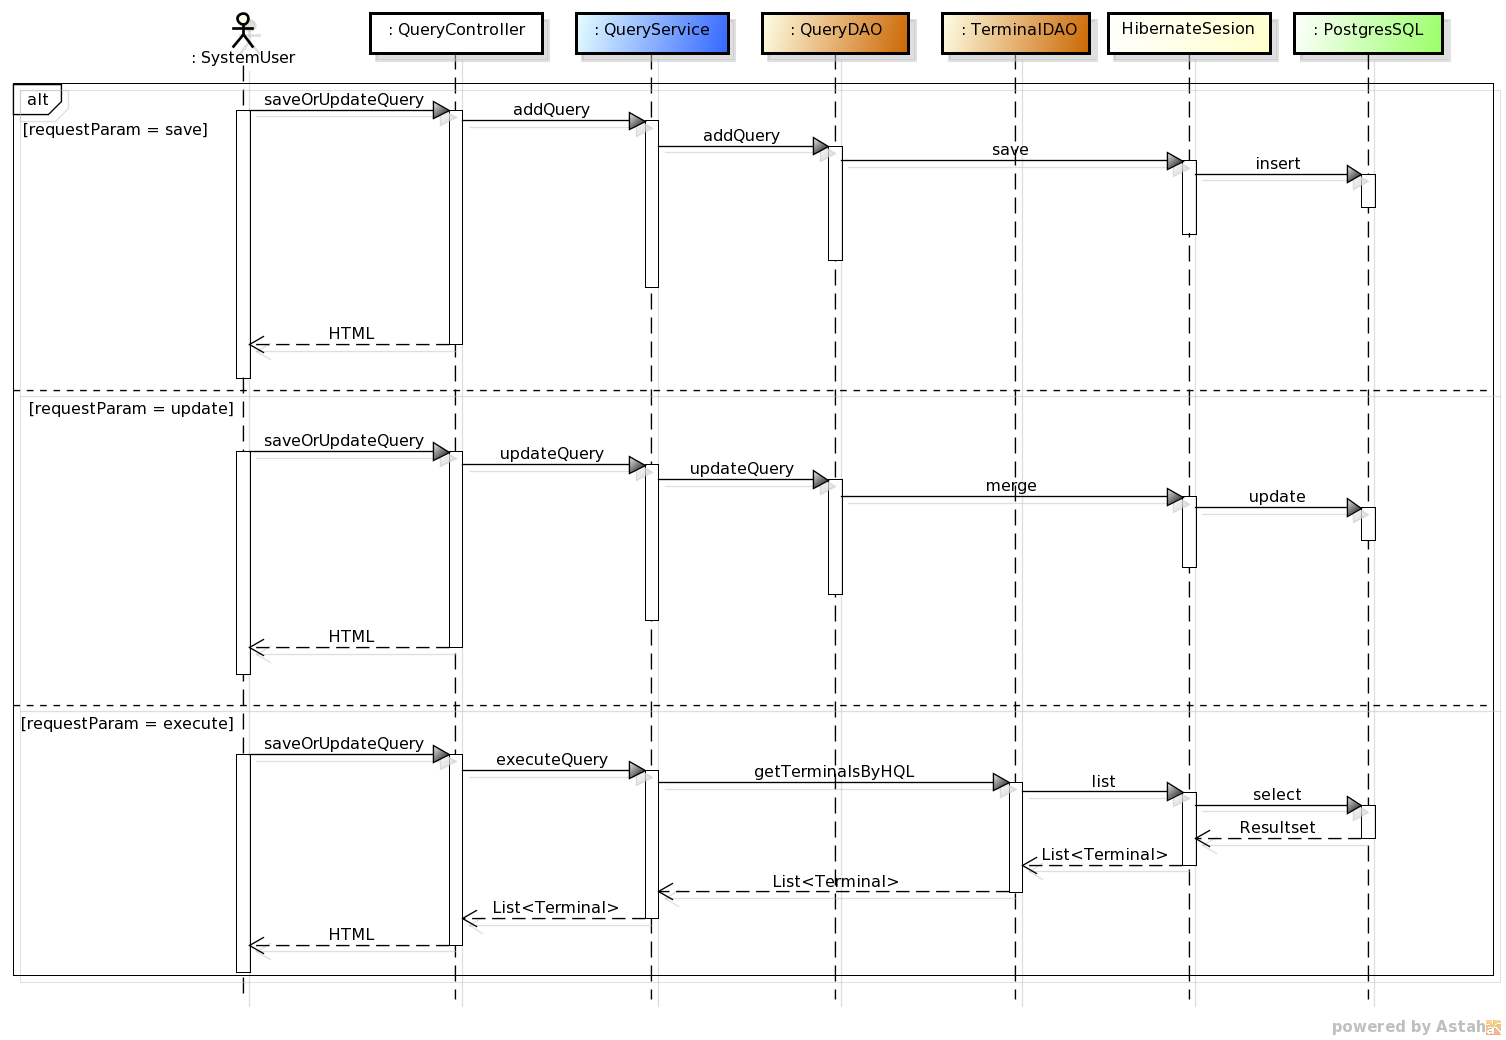 : SystemUser
: QueryController
: QueryService
: QueryDAO
: TerminalDAO
HibernateSesion
: PostgresSQL
alt
[requestParam = save]
saveOrUpdateQuery
addQuery
addQuery
save
insert
HTML
[requestParam = update]
saveOrUpdateQuery
updateQuery
updateQuery
merge
update
HTML
[requestParam = execute]
saveOrUpdateQuery
executeQuery
getTerminalsByHQL
list
select
Resultset
List<Terminal>
List<Terminal>
List<Terminal>
HTML
powered by Astah